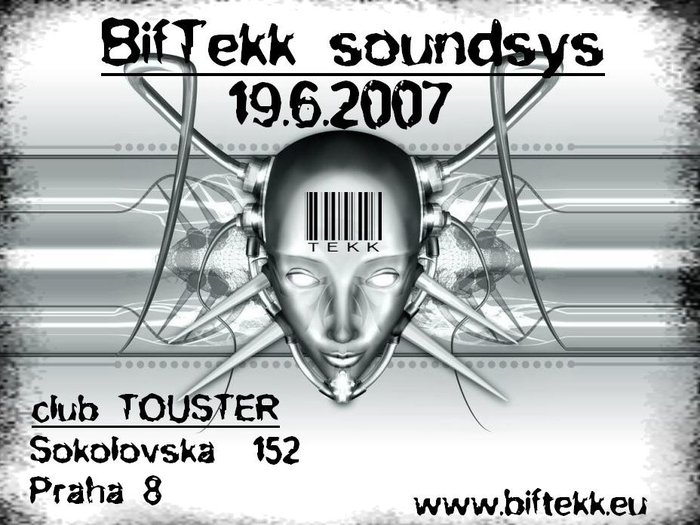 BifTekk soundsys
19.6.2007
TEKK
club TOUSTER
Sokolovska 152
Praha 8
www.biftekk.eu